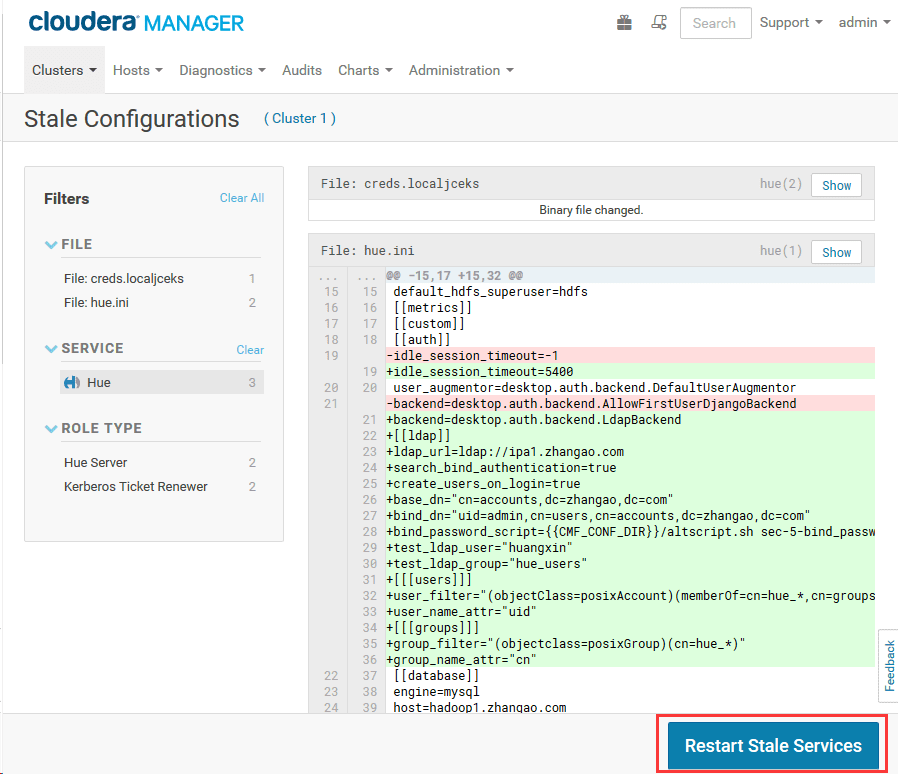 cloudera MANAGER
Search
Support
admin
Clusters
Hosts
Diagnostics
Audits
Charts
Administration
Stale Configurations
( Cluster 1 )
Filters
Clear All
FILE
File: creds.localjceks 1
File: hue.ini 2
SERVICE
Clear
Hue 3
ROLE TYPE
Hue Server 2
Kerberos Ticket Renewer 2
File: creds.localjceks hue(2) Show
Binary file changed.
File: hue.ini hue(1) Show
... ... @@ -15,17 +15,32 @@
15 15 default_hdfs_superuser=hdfs
16 16 [[metrics]]
17 17 [[custom]]
18 18 [[auth]]
19 -idle_session_timeout=-1
19 +idle_session_timeout=5400
20 20 user_augmentor=desktop.auth.backend.DefaultUserAugmentor
21 -backend=desktop.auth.backend.AllowFirstUserDjangoBackend
21 +backend=desktop.auth.backend.LdapBackend
22 +[[ldap]]
23 +ldap_url=ldap://ipa1.zhangao.com
24 +search_bind_authentication=true
25 +create_users_on_login=true
26 +base_dn="cn=accounts,dc=zhangao,dc=com"
27 +bind_dn="uid=admin,cn=users,cn=accounts,dc=zhangao,dc=com"
28 +bind_password_script={{CMF_CONF_DIR}}/altscript.sh sec-5-bind_passw
29 +test_ldap_user="huangxin"
30 +test_ldap_group="hue_users"
31 +[[[users]]]
32 +user_filter="(objectClass=posixAccount)(memberOf=cn=hue_*,cn=groups
33 +user_name_attr="uid"
34 +[[[groups]]]
35 +group_filter="(objectclass=posixGroup)(cn=hue_*)"
36 +group_name_attr="cn"
22 37 [[database]]
23 38 engine=mysql
24 39 host=hadoop1.zhangao.com
Feedback
Restart Stale Services